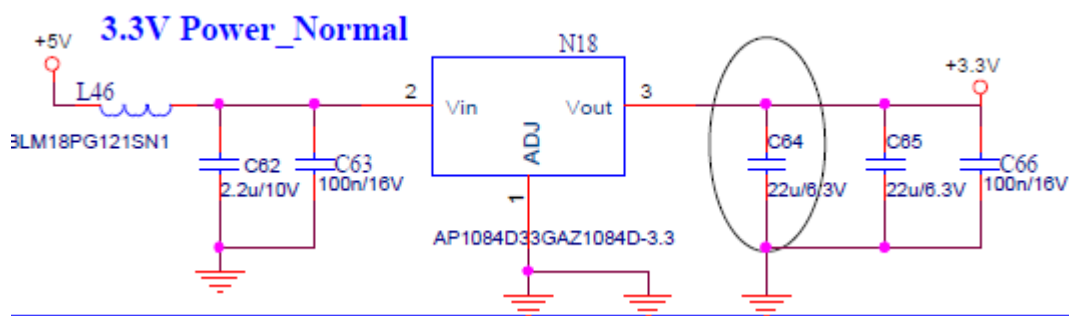 3.3V Power_Normal
+5V
L46
BLM18PG121SN1
C62
2.2u/10V
C63
100n/16V
N18
2
Vin
Vout
3
ADJ
1
AP1084D33GAZ1084D-3.3
C64
22u/6.3V
C65
22u/6.3V
+3.3V
C66
100n/16V